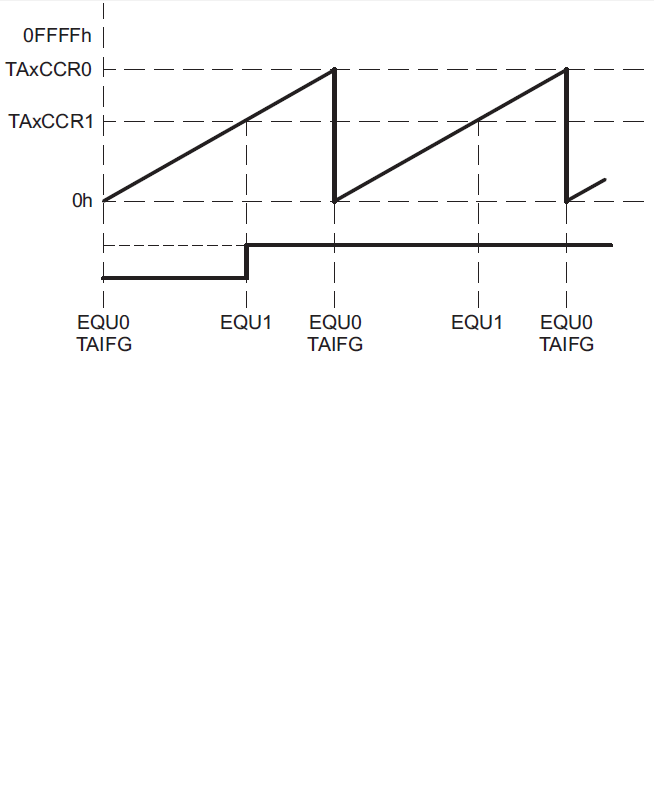 0FFFFh
TAxCCR0
TAxCCR1
0h
EQU0 EQU1 EQU0 EQU1 EQU0
TAIFG TAIFG TAIFG